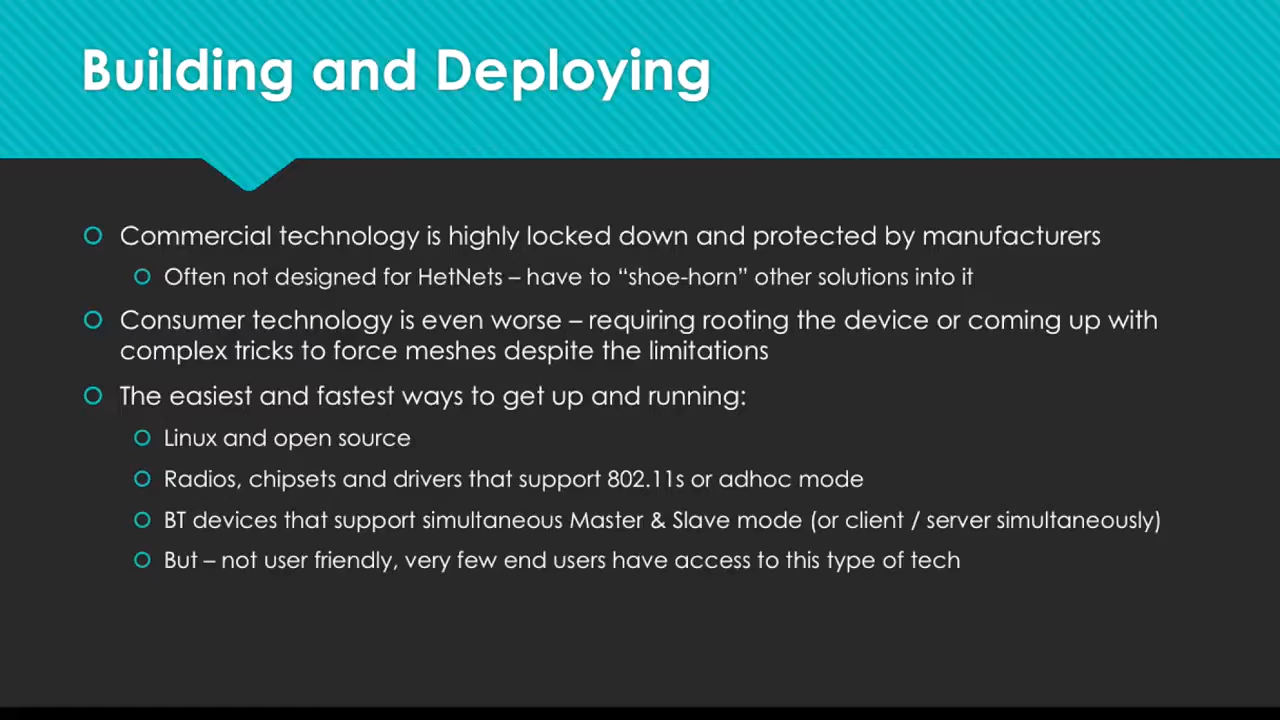 Building and Deploying
Commercial technology is highly locked down and protected by manufacturers
Often not designed for HetNets – have to “shoe-horn” other solutions into it
Consumer technology is even worse – requiring rooting the device or coming up with
complex tricks to force meshes despite the limitations
The easiest and fastest ways to get up and running:
Linux and open source
Radios, chipsets and drivers that support 802.11s or adhoc mode
BT devices that support simultaneous Master & Slave mode (or client / server simultaneously)
But – not user friendly, very few end users have access to this type of tech